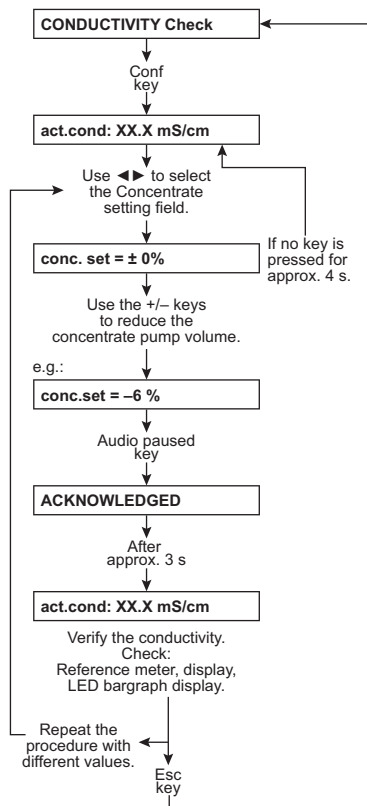 CONDUCTIVITY Check
Conf
key
act.cond: XX.X mS/cm
Use ◄► to select
the Concentrate
setting field.
If no key is
pressed for
approx. 4 s.
conc. set = ± 0%
Use the +/– keys
to reduce the
concentrate pump volume.
e.g.:
conc.set = –6 %
Audio paused
key
ACKNOWLEDGED
After
approx. 3 s
act.cond: XX.X mS/cm
Verify the conductivity.
Check:
Reference meter, display,
LED bargraph display.
Repeat the
procedure with
different values.
Esc
key